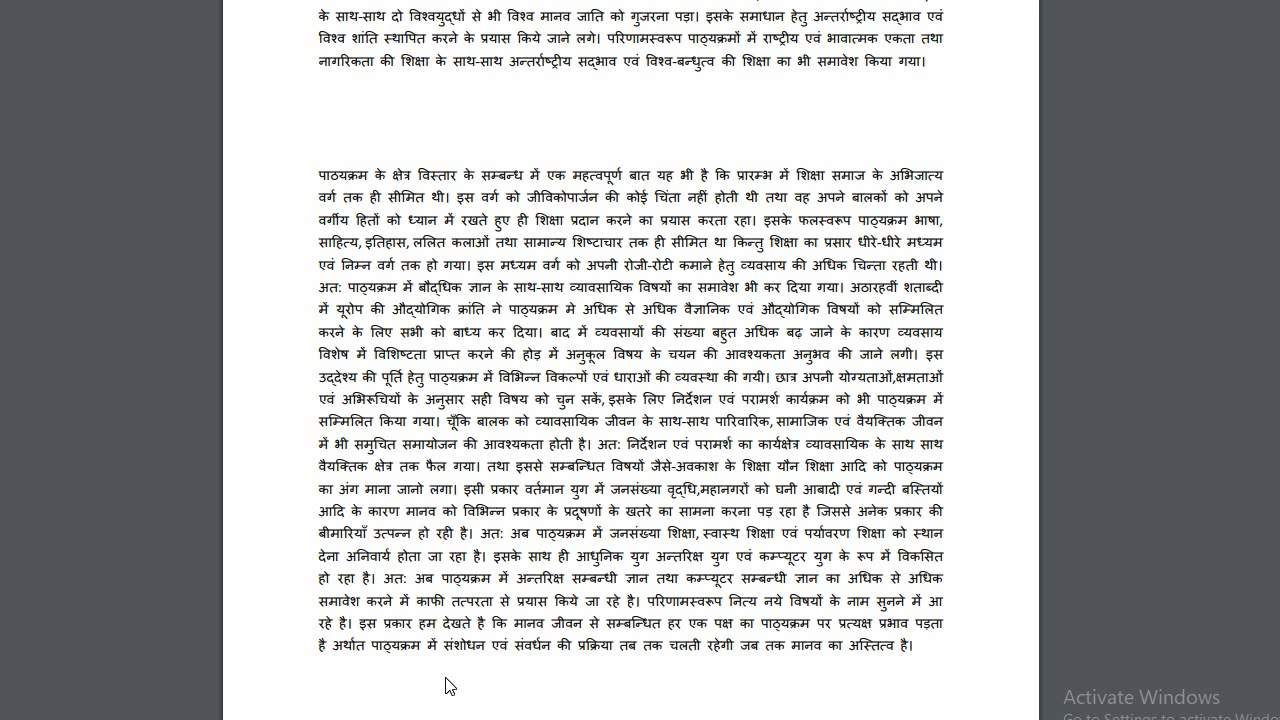 के साथ-साथ दो विश्वयुद्धों से भी विश्व मानव जाति को गुजरना पड़ा। इसके समाधान हेतु अन्तर्राष्ट्रीय सद्भाव एवं
विश्व शांति स्थापित करने के प्रयास किये जाने लगे। परिणामस्वरूप पाठ्यक्रमों में राष्ट्रीय एवं भावात्मक एकता तथा
नागरिकता की शिक्षा के साथ-साथ अन्तर्राष्ट्रीय सद्भाव एवं विश्व-बन्धुत्व की शिक्षा का भी समावेश किया गया।
पाठयक्रम के क्षेत्र विस्तार के सम्बन्ध में एक महत्वपूर्ण बात यह भी है कि प्रारम्भ में शिक्षा समाज के अभिजात्य
वर्ग तक ही सीमित थी। इस वर्ग को जीविकोपार्जन की कोई चिंता नहीं होती थी तथा वह अपने बालकों को अपने
वर्गीय हितों को ध्यान में रखते हुए ही शिक्षा प्रदान करने का प्रयास करता रहा। इसके फलस्वरूप पाठ्यक्रम भाषा,
साहित्य, इतिहास, ललित कलाओं तथा सामान्य शिष्टाचार तक ही सीमित था किन्तु शिक्षा का प्रसार धीरे-धीरे मध्यम
एवं निम्न वर्ग तक हो गया। इस मध्यम वर्ग को अपनी रोजी-रोटी कमाने हेतु व्यवसाय की अधिक चिन्ता रहती थी।
अत: पाठ्यक्रम में बौद्धिक ज्ञान के साथ-साथ व्यावसायिक विषयों का समावेश भी कर दिया गया। अठारहवीं शताब्दी
में यूरोप की औद्योगिक क्रांति ने पाठ्यक्रम मे अधिक से अधिक वैज्ञानिक एवं औद्योगिक विषयों को सम्मिलित
करने के लिए सभी को बाध्य कर दिया। बाद में व्यवसायों की संख्या बहुत अधिक बढ़ जाने के कारण व्यवसाय
विशेष में विशिष्टता प्राप्त करने की होड़ में अनुकूल विषय के चयन की आवश्यकता अनुभव की जाने लगी। इस
उद्देश्य की पूर्ति हेतु पाठ्यक्रम में विभिन्न विकल्पों एवं धाराओं की व्यवस्था की गयी। छात्र अपनी योग्यताओं,क्षमताओं
एवं अभिरूचियों के अनुसार सही विषय को चुन सकें, इसके लिए निर्देशन एवं परामर्श कार्यक्रम को भी पाठ्यक्रम में
सम्मिलित किया गया। चूँकि बालक को व्यावसायिक जीवन के साथ-साथ पारिवारिक, सामाजिक एवं वैयक्तिक जीवन
में भी समुचित समायोजन की आवश्यकता होती है। अत: निर्देशन एवं परामर्श का कार्यक्षेत्र व्यावसायिक के साथ साथ
वैयक्तिक क्षेत्र तक फैल गया। तथा इससे सम्बन्धित विषयों जैसे-अवकाश के शिक्षा यौन शिक्षा आदि को पाठ्यक्रम
का अंग माना जानो लगा। इसी प्रकार वर्तमान युग में जनसंख्या वृद्धि,महानगरों को घनी आबादी एवं गन्दी बस्तियों
आदि के कारण मानव को विभिन्न प्रकार के प्रदूषणों के खतरे का सामना करना पड़ रहा है जिससे अनेक प्रकार की
बीमारियाँ उत्पन्न हो रही है। अत: अब पाठ्यक्रम में जनसंख्या शिक्षा, स्वास्थ शिक्षा एवं पर्यावरण शिक्षा को स्थान
देना अनिवार्य होता जा रहा है। इसके साथ ही आधुनिक युग अन्तरिक्ष युग एवं कम्प्यूटर युग के रूप में विकसित
हो रहा है। अत: अब पाठ्यक्रम में अन्तरिक्ष सम्बन्धी ज्ञान तथा कम्प्यूटर सम्बन्धी ज्ञान का अधिक से अधिक
समावेश करने में काफी तत्परता से प्रयास किये जा रहे है। परिणामस्वरूप नित्य नये विषयों के नाम सुनने में आ
रहे है। इस प्रकार हम देखते है कि मानव जीवन से सम्बन्धित हर एक पक्ष का पाठ्यक्रम पर प्रत्यक्ष प्रभाव पड़ता
है अर्थात पाठ्यक्रम में संशोधन एवं संवर्धन की प्रक्रिया तब तक चलती रहेगी जब तक मानव का अस्तित्व है।
Activate Windows
Go to Settings to activate